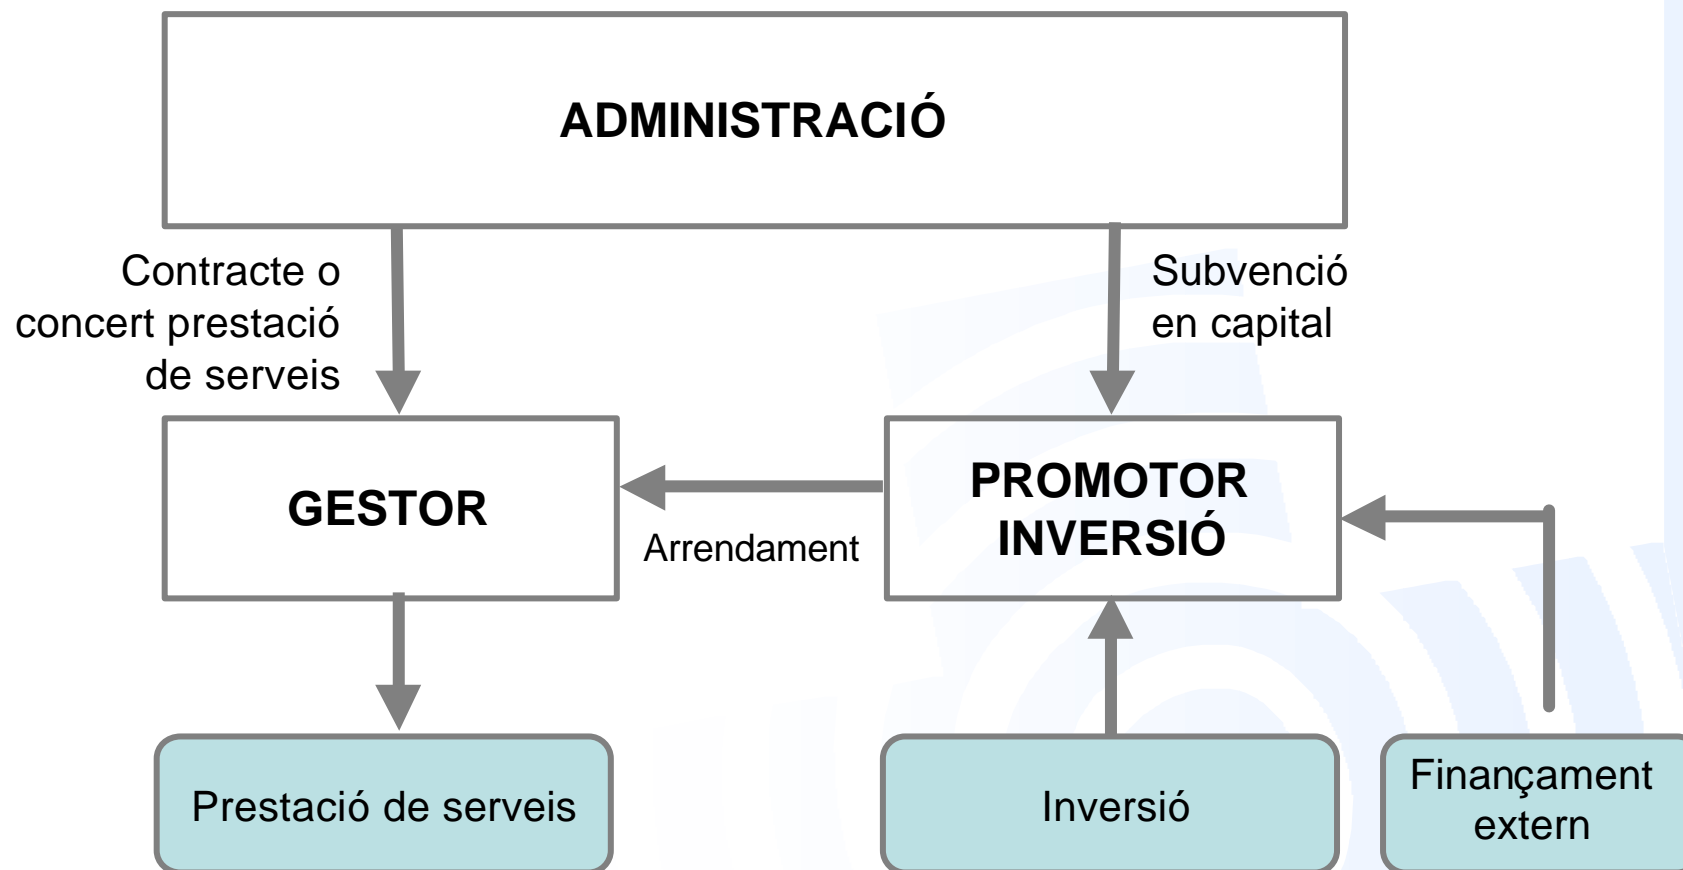 ADMINISTRACIÓ
Contracte o
concert prestació
de serveis
Subvenció
en capital
GESTOR
Arrendament
PROMOTOR
INVERSIÓ
Prestació de serveis
Inversió
Finançament
extern